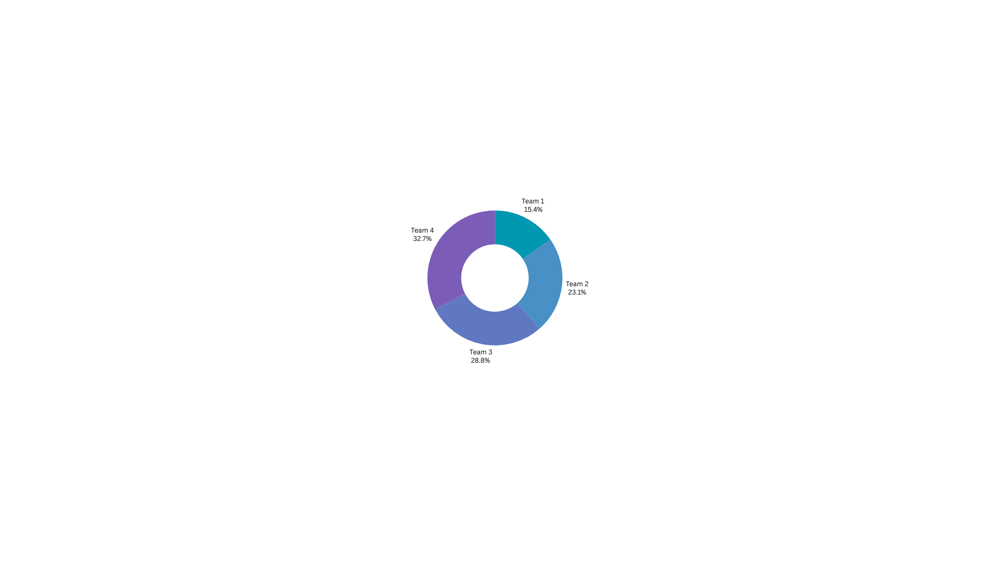 Team 1
15.4%
Team 4
32.7%
Team 2
23.1%
Team 3
28.8%